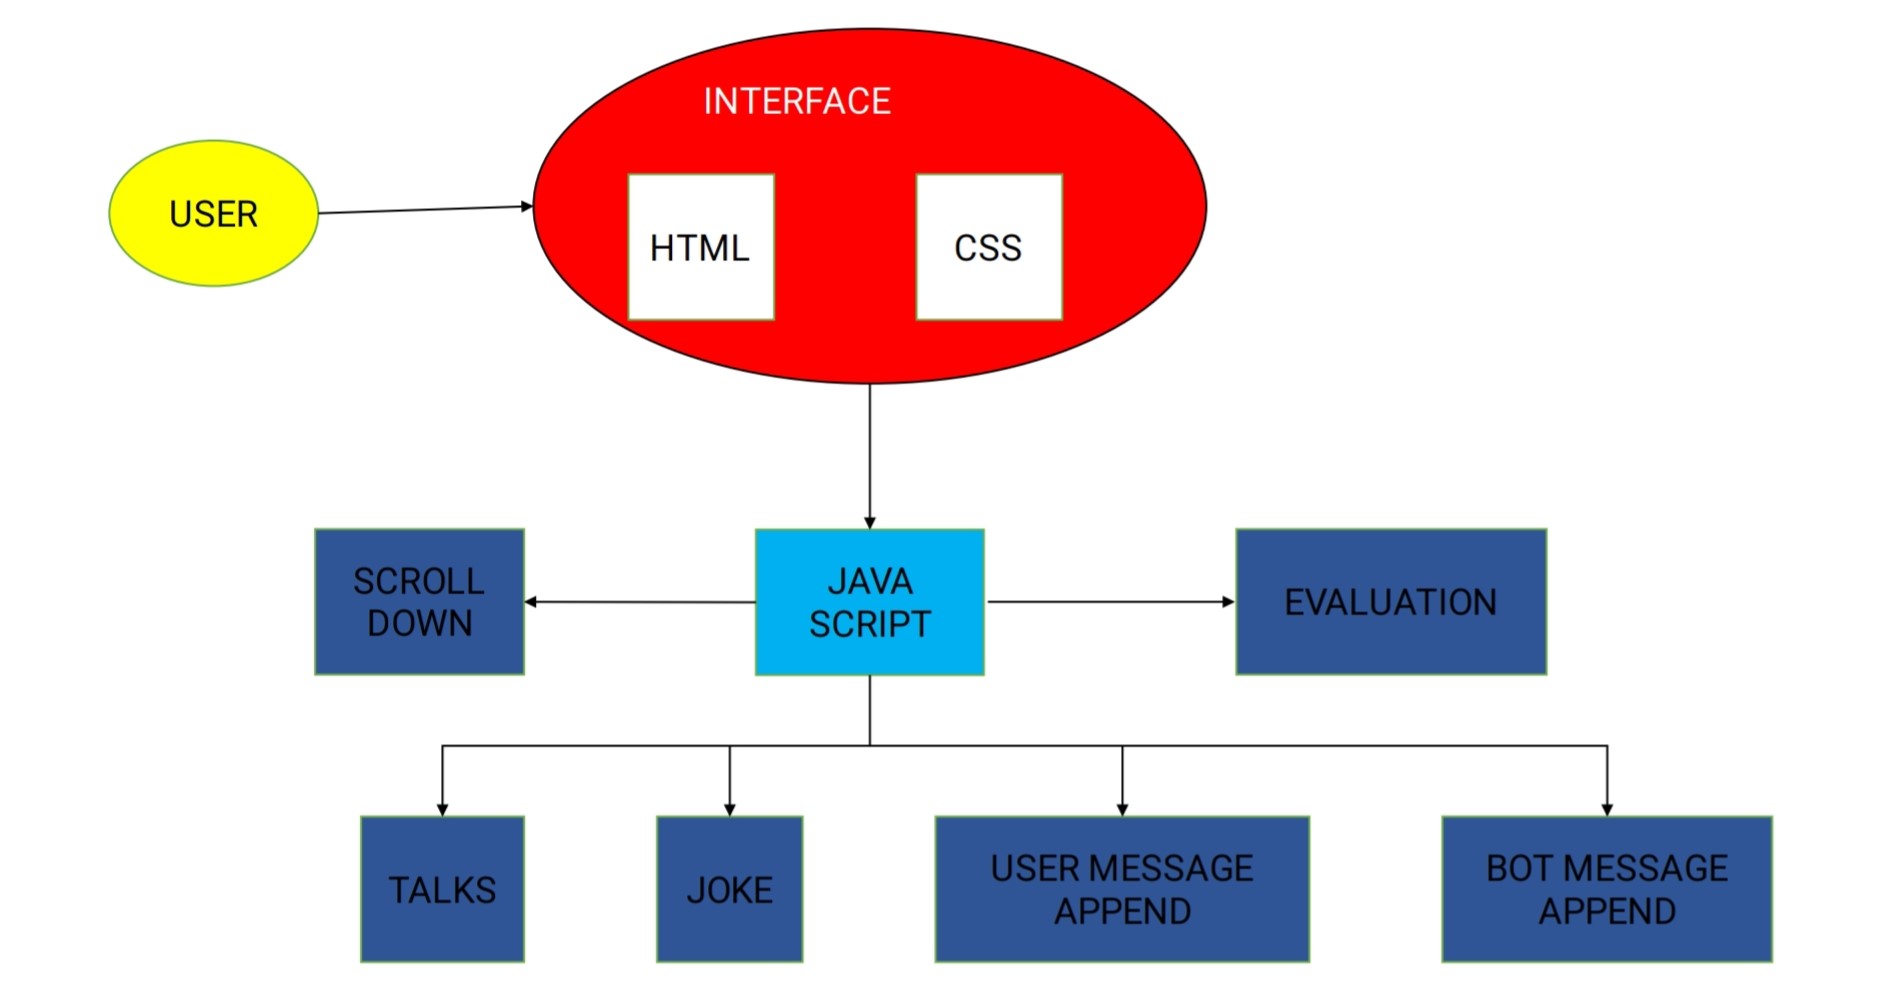 INTERFACE
USER
HTML
CSS
SCROLL
DOWN
JAVA
SCRIPT
EVALUATION
TALKS
JOKE
USER MESSAGE
APPEND
BOT MESSAGE
APPEND